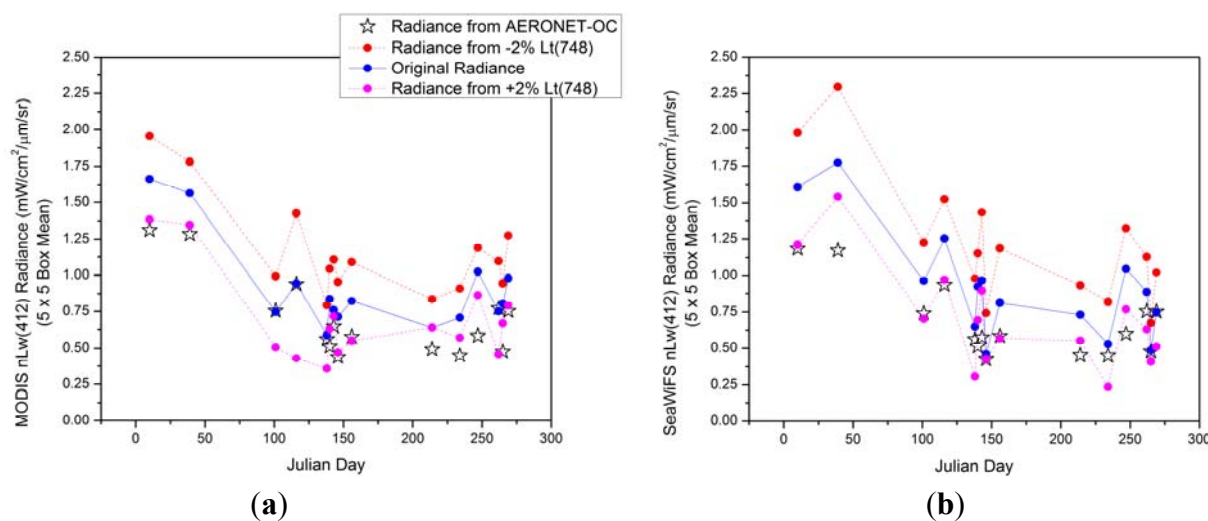 Radiance from AERONET-OC
Radiance from -2% Lt(748)
Original Radiance
Radiance from +2% Lt(748)
MODIS nLw(412) Radiance (mW/cm²/μm/sr)
(5 x 5 Box Mean)
2.50
2.25
2.00
1.75
1.50
1.25
1.00
0.75
0.50
0.25
0.00
0 50 100 150 200 250 300
Julian Day
(a)
SeaWiFS nLw(412) Radiance (mW/cm²/μm/sr)
(5 x 5 Box Mean)
2.50
2.25
2.00
1.75
1.50
1.25
1.00
0.75
0.50
0.25
0.00
0 50 100 150 200 250 300
Julian Day
(b)